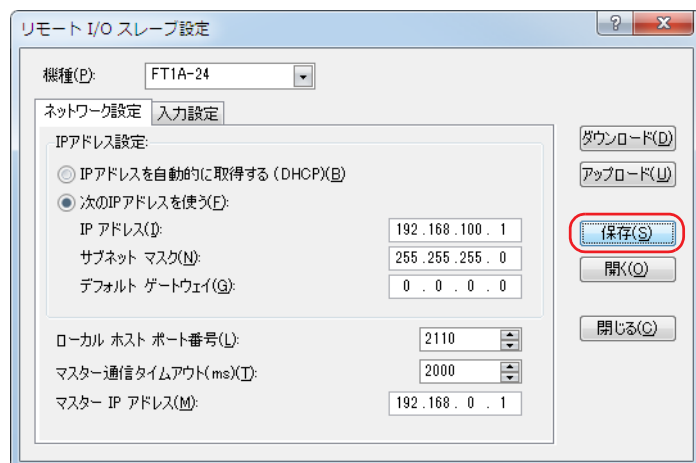 リモート I/O スレーブ設定
機種(P): FT1A-24
ネットワーク設定 入力設定
IPアドレス設定:
IPアドレスを自動的に取得する (DHCP)(B)
次のIPアドレスを使う(F):
IP アドレス(I): 192.168.100.1
サブネット マスク(N): 255.255.255.0
デフォルト ゲートウェイ(G): 0.0.0.0
ローカル ホスト ポート番号(L): 2110
マスター通信タイムアウト(ms)(T): 2000
マスター IP アドレス(M): 192.168.0.1
ダウンロード(D)
アップロード(U)
保存(S)
開く(O)
閉じる(C)